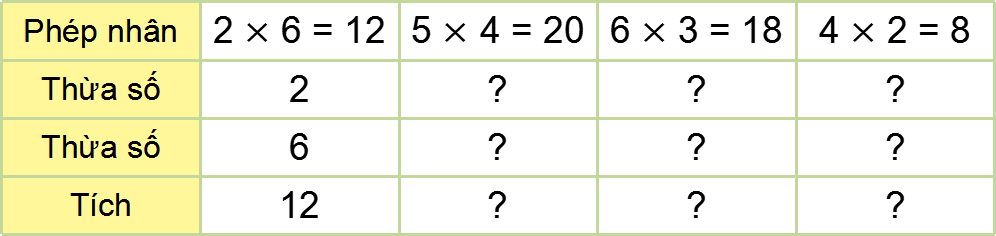 Phép nhân 2 × 6 = 12 5 × 4 = 20 6 × 3 = 18 4 × 2 = 8
Thừa số 2 ? ? ?
Thừa số 6 ? ? ?
Tích 12 ? ? ?